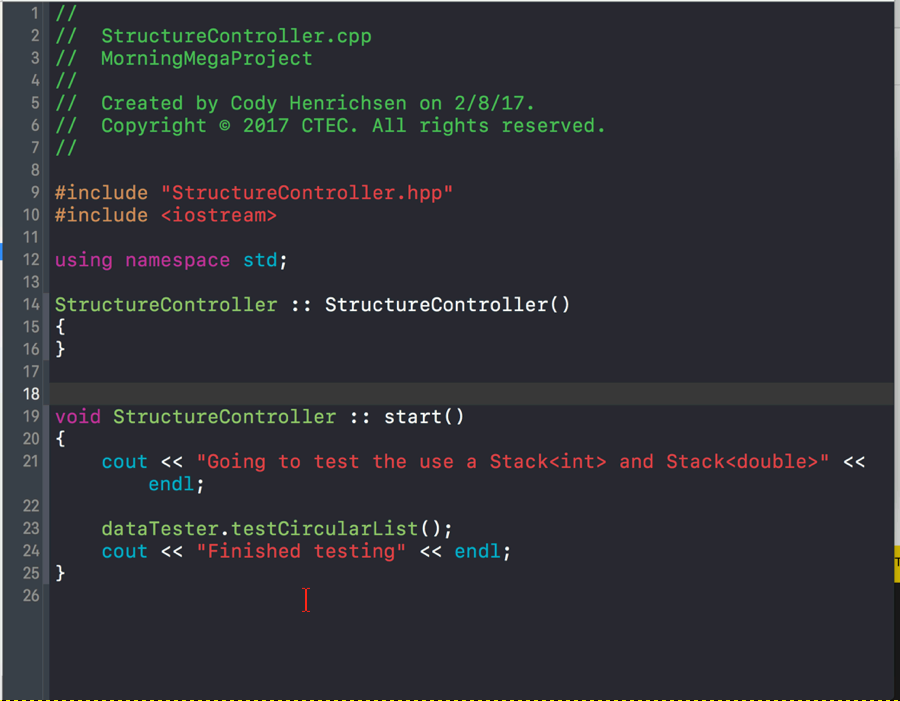 1 //
2 //  StructureController.cpp
3 //  MorningMegaProject
4 //
5 //  Created by Cody Henrichsen on 2/8/17.
6 //  Copyright © 2017 CTEC. All rights reserved.
7 //
8
9 #include "StructureController.hpp"
10 #include <iostream>
11
12 using namespace std;
13
14 StructureController :: StructureController()
15 {
16 }
17
18
19 void StructureController :: start()
20 {
21     cout << "Going to test the use a Stack<int> and Stack<double>" <<
        endl;
22
23     dataTester.testCircularList();
24     cout << "Finished testing" << endl;
25 }
26